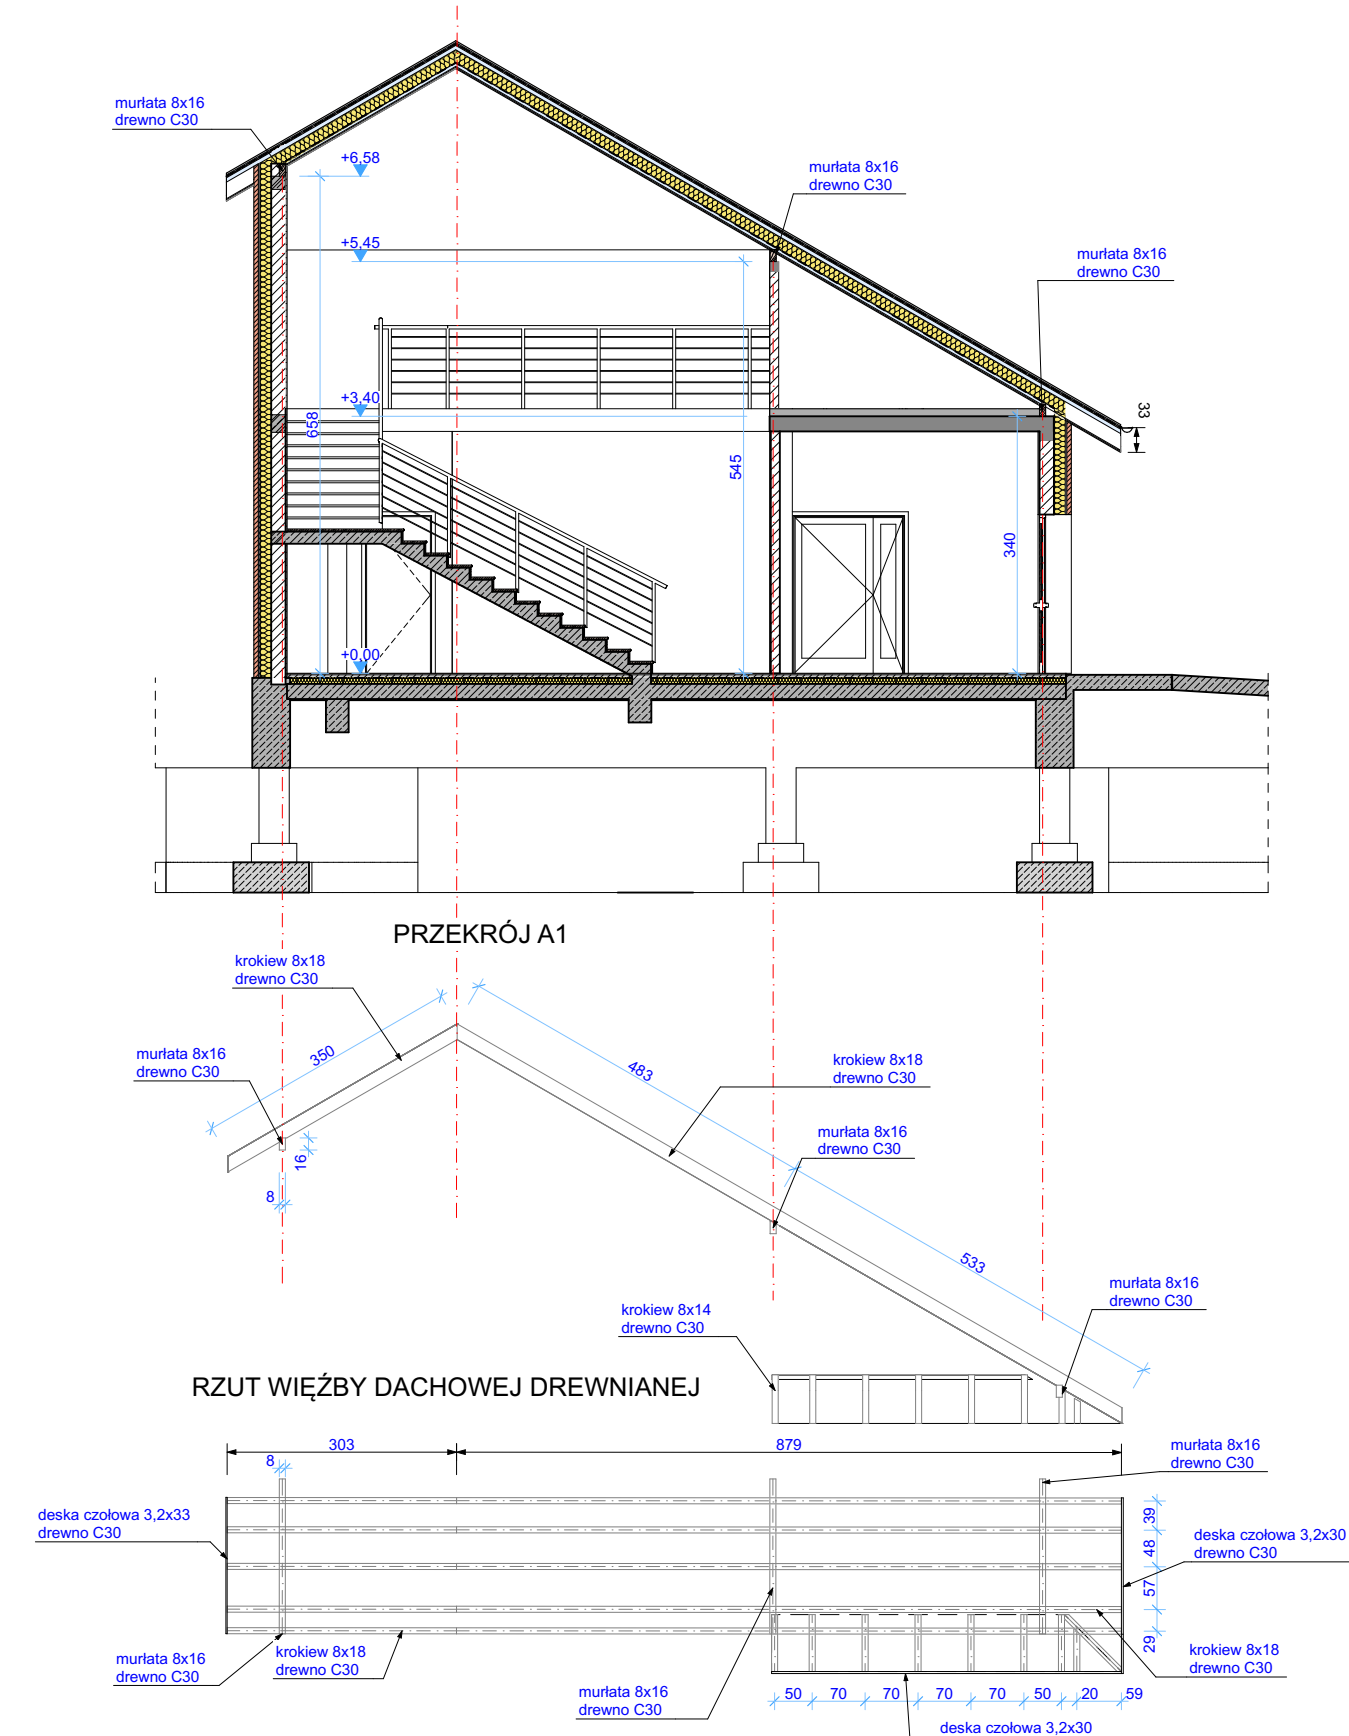 murłata 8x16
drewno C30
+6,58
murłata 8x16
drewno C30
+5,45
murłata 8x16
drewno C30
33
+3,40
658
545
340
+0,00
PRZEKRÓJ A1
krokiew 8x18
drewno C30
murłata 8x16
drewno C30
350
483
krokiew 8x18
drewno C30
murłata 8x16
drewno C30
16
8
533
murłata 8x16
drewno C30
krokiew 8x14
drewno C30
RZUT WIĘŹBY DACHOWEJ DREWNIANEJ
303
879
8
murłata 8x16
drewno C30
deska czołowa 3,2x33
drewno C30
39
48
57
29
deska czołowa 3,2x30
drewno C30
murłata 8x16
drewno C30
krokiew 8x18
drewno C30
krokiew 8x18
drewno C30
murłata 8x16
drewno C30
50 70 70 70 70 50 20 59
deska czołowa 3,2x30